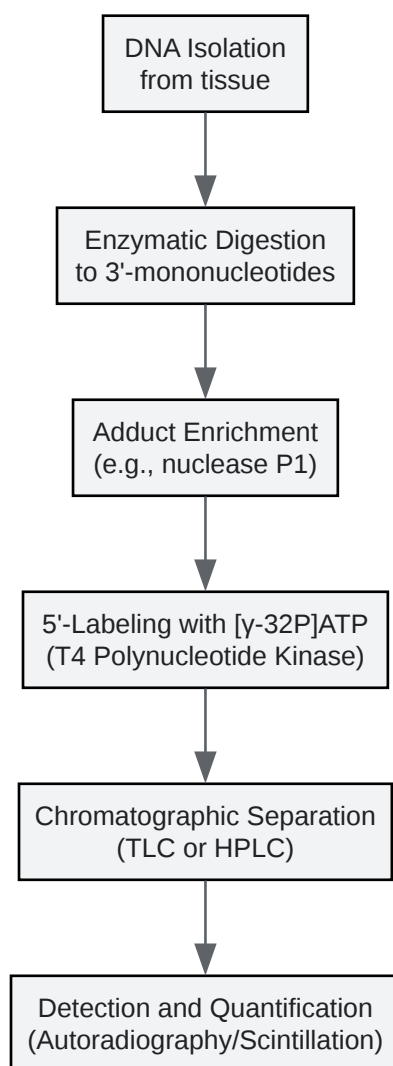 DNA Isolation
from tissue
Enzymatic Digestion
to 3'-mononucleotides
Adduct Enrichment
(e.g., nuclease P1)
5'-Labeling with [γ-32P]ATP
(T4 Polynucleotide Kinase)
Chromatographic Separation
(TLC or HPLC)
Detection and Quantification
(Autoradiography/Scintillation)